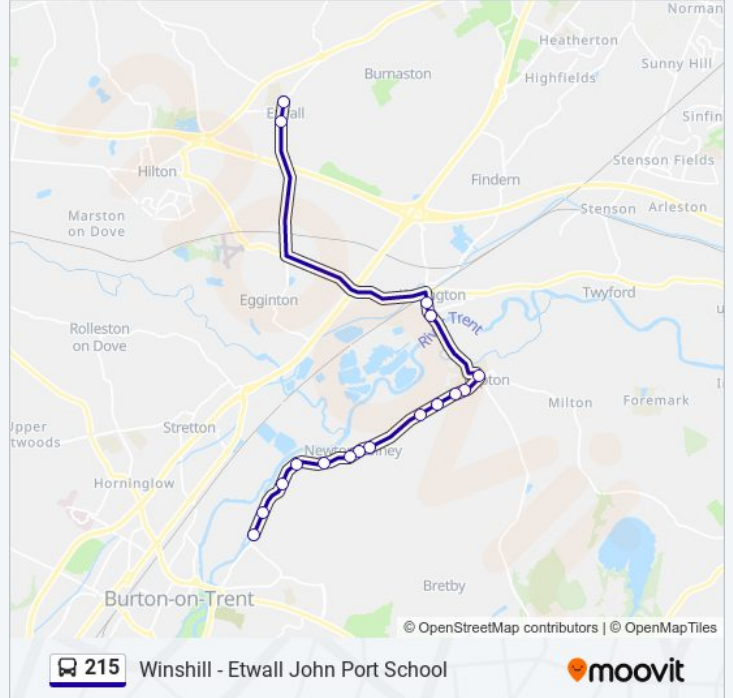 Norman
Heatherton
Burnaston
Sunny Hill
Highfields
Sinfin
Stenson Fields
Hilton
Findern
Stenson
Arleston
Marston
on Dove
Egginton
Twyford
Rolleston
on Dove
River Trent
Milton
Foremark
Stretton
Horninglow
Bretby
Burton-on-Trent
© OpenStreetMap contributors | © OpenMapTiles
215
Winshill - Etwall John Port School
moovit